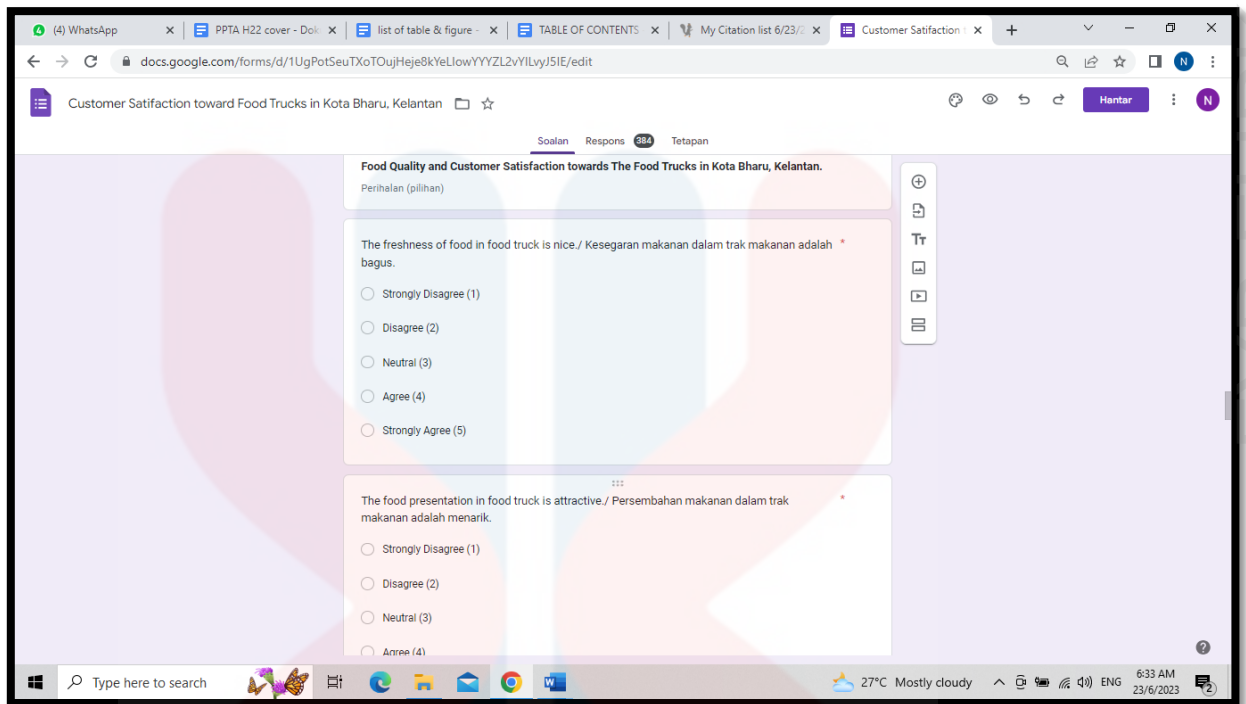 (4) WhatsApp
PPTA H22 cover - Dok
list of table & figure -
TABLE OF CONTENTS
My Citation list 6/23/2
Customer Satifaction t
docs.google.com/forms/d/1UgPotSeuTXoTOujHeje8kYeLIowYYYZL2vYILvyJ5IE/edit
N
Customer Satifaction toward Food Trucks in Kota Bharu, Kelantan
Hantar
N
Soalan Respons 384 Tetapan
Food Quality and Customer Satisfaction towards The Food Trucks in Kota Bharu, Kelantan.
Perihalan (pilihan)
The freshness of food in food truck is nice./ Kesegaran makanan dalam trak makanan adalah *
bagus.
Strongly Disagree (1)
Disagree (2)
Neutral (3)
Agree (4)
Strongly Agree (5)
The food presentation in food truck is attractive./ Persembahan makanan dalam trak *
makanan adalah menarik.
Strongly Disagree (1)
Disagree (2)
Neutral (3)
Agree (4)
Type here to search
27°C Mostly cloudy
ENG
6:33 AM
23/6/2023
2